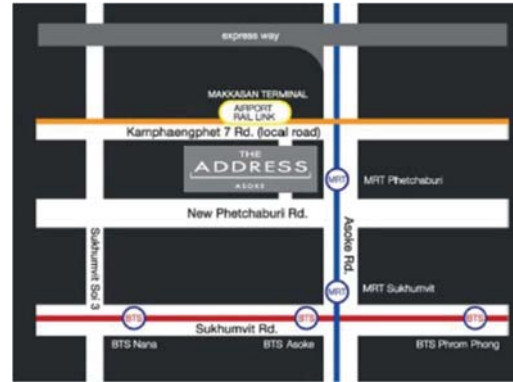 express way
MAKKASAN TERMINAL
AIRPORT
RAIL LINK
Kamphaengphet 7 Rd. (local road)
THE
ADDRESS
ASOKE
MRT
MRT Phetchaburi
New Phetchaburi Rd.
Sukhumvit Soi 3
Asoke Rd.
MRT
MRT Sukhumvit
BTS
BTS
BTS
Sukhumvit Rd.
BTS Nana
BTS Asoke
BTS Phrom Phong